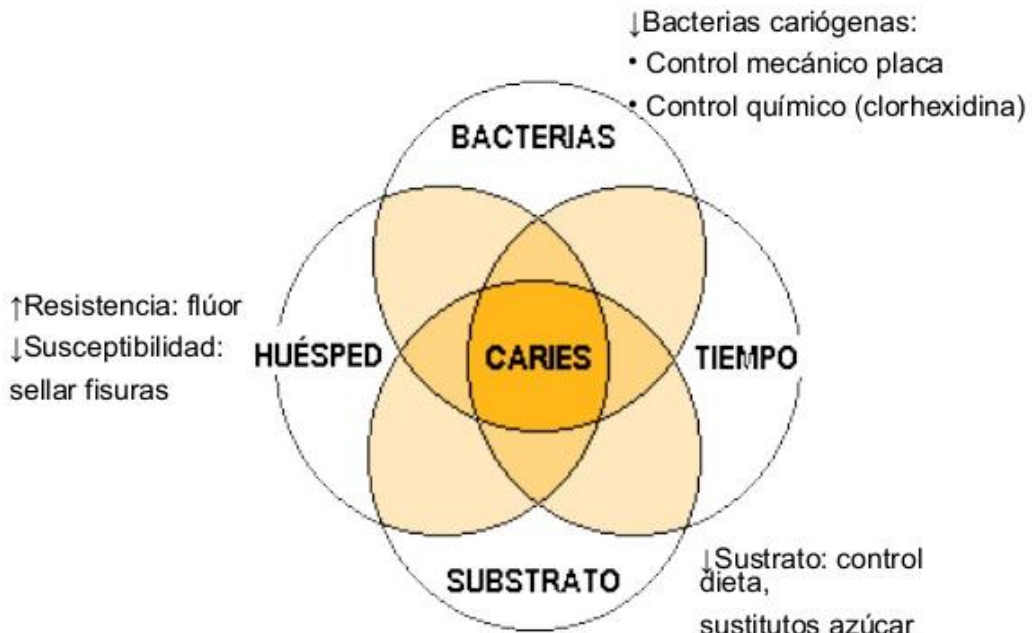 ↓Bacterias cariógenas:
• Control mecánico placa
• Control químico (clorhexidina)
BACTERIAS
↑Resistencia: flúor
↓Susceptibilidad:
sellar fisuras
HUÉSPED
CARIES
TIEMPO
SUBSTRATO
↓Sustrato: control
dieta,
sustitutos azúcar